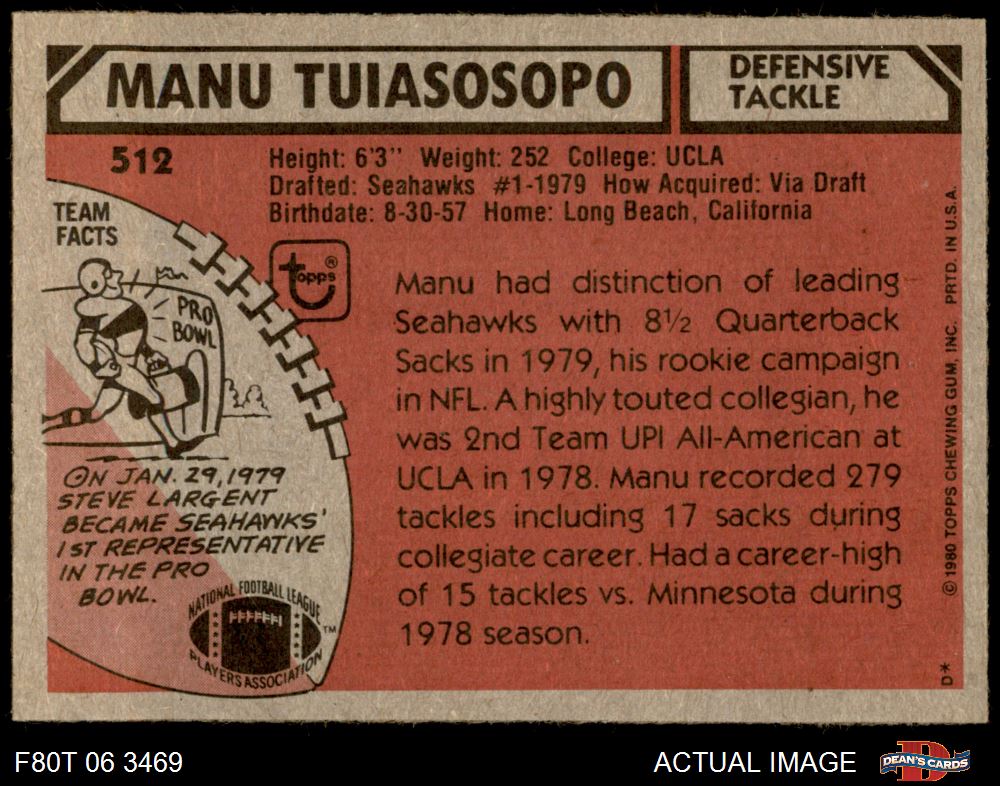 MANU TUIASOSOPO
DEFENSIVE
TACKLE
512
Height: 6'3" Weight: 252 College: UCLA
Drafted: Seahawks #1-1979 How Acquired: Via Draft
Birthdate: 8-30-57 Home: Long Beach, California
TEAM
FACTS
PRO
BOWL
topps®
Manu had distinction of leading
Seahawks with 8½ Quarterback
Sacks in 1979, his rookie campaign
in NFL. A highly touted collegian, he
was 2nd Team UPI All-American at
UCLA in 1978. Manu recorded 279
tackles including 17 sacks during
collegiate career. Had a career-high
of 15 tackles vs. Minnesota during
1978 season.
ON JAN. 29, 1979
STEVE LARGENT
BECAME SEAHAWKS'
1ST REPRESENTATIVE
IN THE PRO
BOWL.
NATIONAL FOOTBALL LEAGUE
PLAYERS ASSOCIATION
TM
© 1980 TOPPS CHEWING GUM, INC. PRTD. IN U.S.A.
D*
F80T 06 3469
ACTUAL IMAGE
D
DEAN'S CARDS